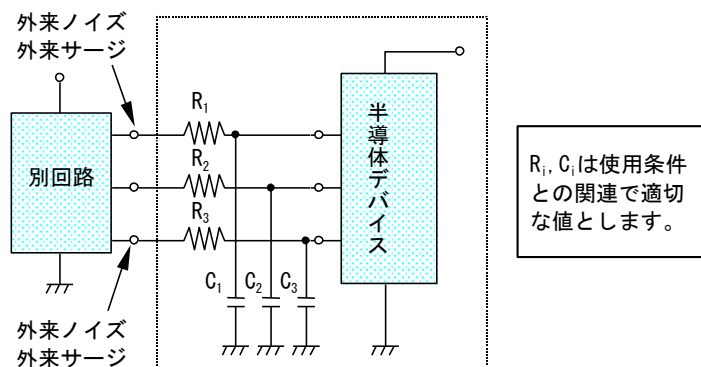 外来ノイズ
外来サージ
別回路
R₁
R₂
R₃
C₁ C₂ C₃
半導体デバイス
外来ノイズ
外来サージ
Rᵢ, Cᵢは使用条件
との関連で適切
な値とします。